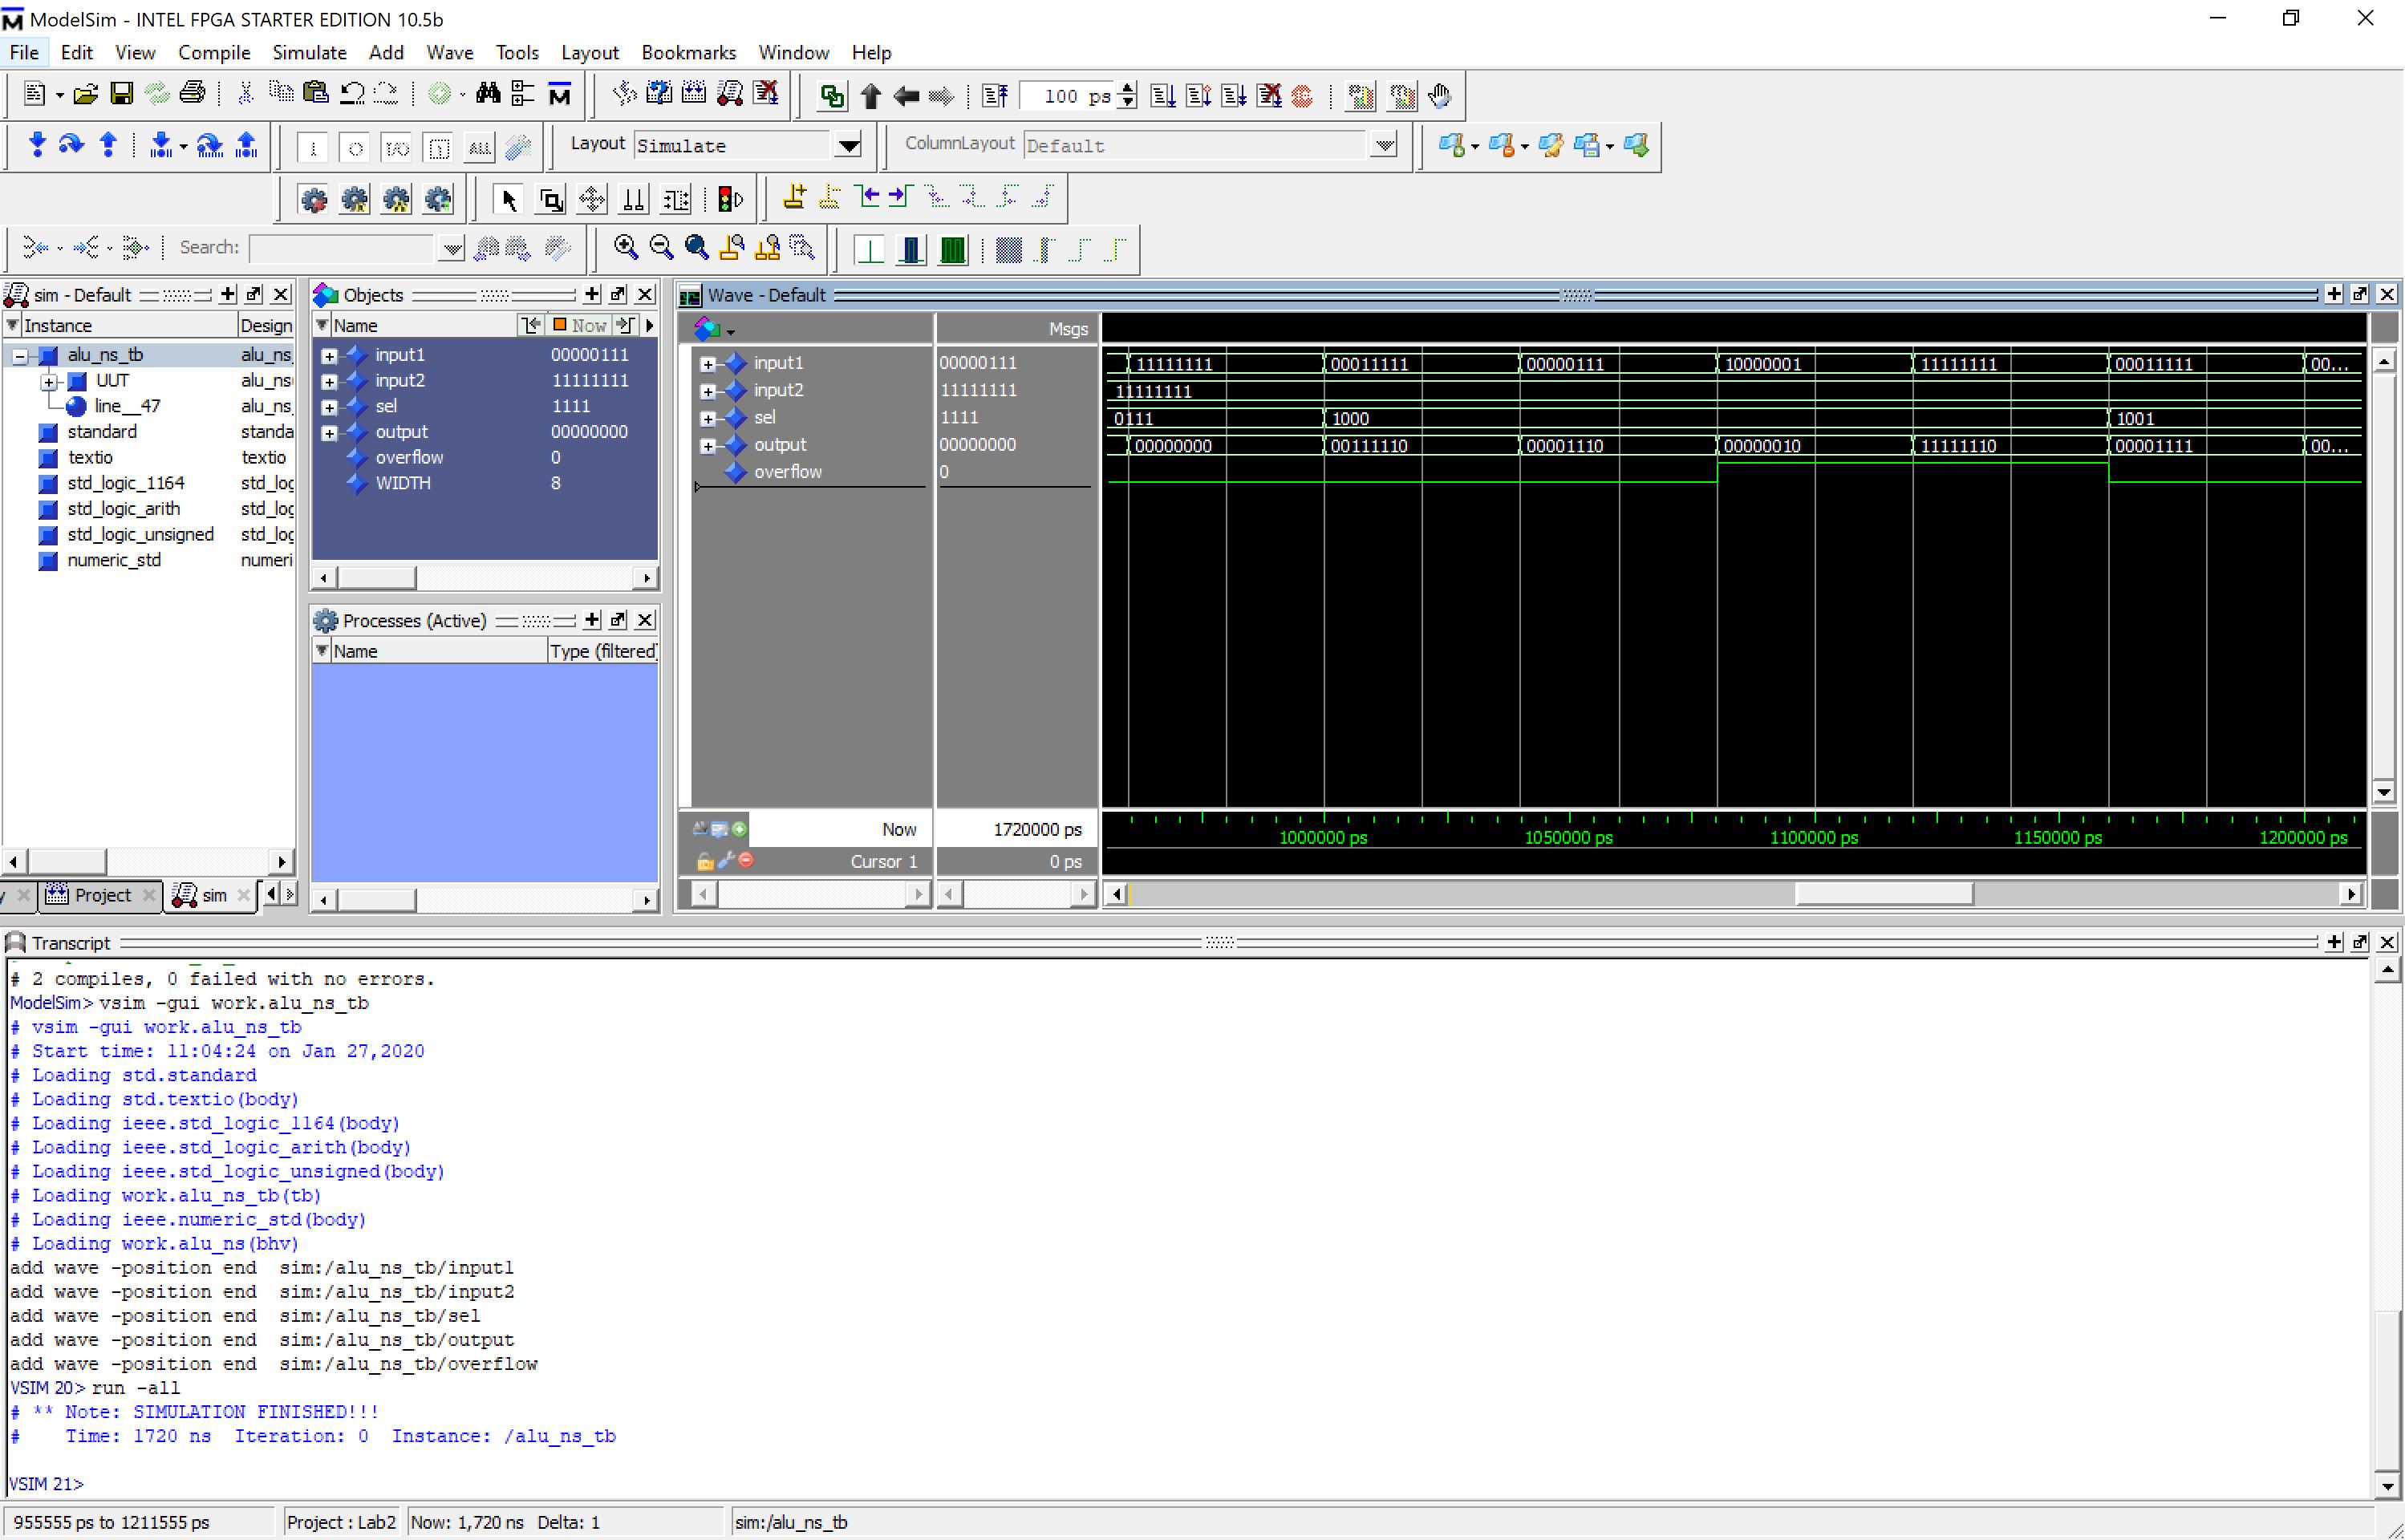 ModelSim - INTEL FPGA STARTER EDITION 10.5b
File Edit View Compile Simulate Add Wave Tools Layout Bookmarks Window Help
100 ps
Layout Simulate ColumnLayout Default
Search:
sim - Default
Instance Design
alu_ns_tb alu_ns_
UUT alu_ns
line__47 alu_ns_
standard standa
textio textio
std_logic_1164 std_log
std_logic_arith std_log
std_logic_unsigned std_log
numeric_std numeri
Project sim
Objects
Name Now
input1 00000111
input2 11111111
sel 1111
output 00000000
overflow 0
WIDTH 8
Processes (Active)
Name Type (filtered)
Wave - Default
Msgs
input1 00000111 11111111 00011111 00000111 10000001 11111111 00011111 00...
input2 11111111 11111111
sel 1111 0111 1000 1001
output 00000000 00000000 00111110 00001110 00000010 11111110 00001111 00...
overflow 0
Now 1720000 ps 1000000 ps 1050000 ps 1100000 ps 1150000 ps 1200000 ps
Cursor 1 0 ps
Transcript
# 2 compiles, 0 failed with no errors.
ModelSim> vsim -gui work.alu_ns_tb
# vsim -gui work.alu_ns_tb
# Start time: 11:04:24 on Jan 27,2020
# Loading std.standard
# Loading std.textio(body)
# Loading ieee.std_logic_1164(body)
# Loading ieee.std_logic_arith(body)
# Loading ieee.std_logic_unsigned(body)
# Loading work.alu_ns_tb(tb)
# Loading ieee.numeric_std(body)
# Loading work.alu_ns(bhv)
add wave -position end  sim:/alu_ns_tb/input1
add wave -position end  sim:/alu_ns_tb/input2
add wave -position end  sim:/alu_ns_tb/sel
add wave -position end  sim:/alu_ns_tb/output
add wave -position end  sim:/alu_ns_tb/overflow
VSIM 20> run -all
# ** Note: SIMULATION FINISHED!!!
#    Time: 1720 ns  Iteration: 0  Instance: /alu_ns_tb
VSIM 21>
955555 ps to 1211555 ps Project : Lab2 Now: 1,720 ns Delta: 1 sim:/alu_ns_tb